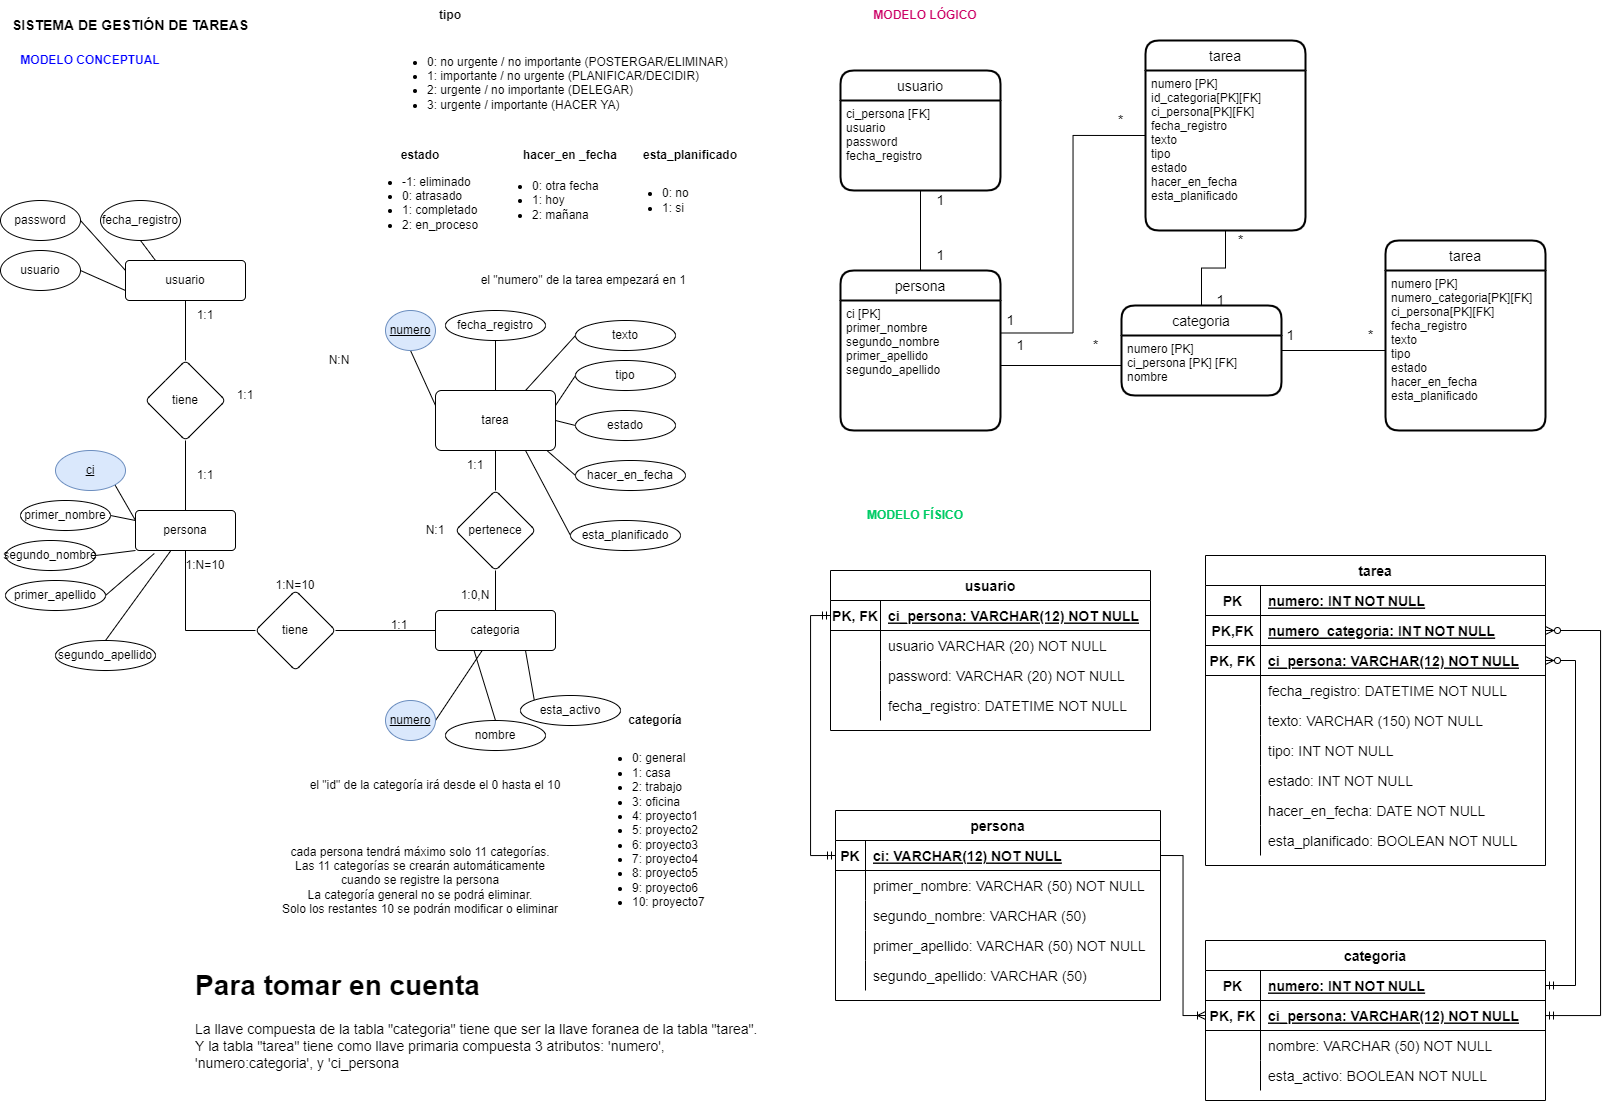 SISTEMA DE GESTIÓN DE TAREAS
MODELO CONCEPTUAL
tipo
0: no urgente / no importante (POSTERGAR/ELIMINAR)
1: importante / no urgente (PLANIFICAR/DECIDIR)
2: urgente / no importante (DELEGAR)
3: urgente / importante (HACER YA)
estado
-1: eliminado
0: atrasado
1: completado
2: en_proceso
hacer_en _fecha
0: otra fecha
1: hoy
2: mañana
esta_planificado
0: no
1: si
password
fecha_registro
usuario
usuario
1:1
tiene
1:1
1:1
ci
primer_nombre
persona
segundo_nombre
1:N=10
primer_apellido
segundo_apellido
1:N=10
tiene
1:1
el "numero" de la tarea empezará en 1
numero
fecha_registro
texto
N:N
tipo
tarea
estado
1:1
hacer_en_fecha
N:1
pertenece
esta_planificado
1:0,N
categoria
numero
esta_activo
nombre
el "id" de la categoría irá desde el 0 hasta el 10
categoría
0: general
1: casa
2: trabajo
3: oficina
4: proyecto1
5: proyecto2
6: proyecto3
7: proyecto4
8: proyecto5
9: proyecto6
10: proyecto7
cada persona tendrá máximo solo 11 categorías.
Las 11 categorías se crearán automáticamente
cuando se registre la persona
La categoría general no se podrá eliminar.
Solo los restantes 10 se podrán modificar o eliminar
Para tomar en cuenta
La llave compuesta de la tabla "categoria" tiene que ser la llave foranea de la tabla "tarea".
Y la tabla "tarea" tiene como llave primaria compuesta 3 atributos: 'numero',
'numero:categoria', y 'ci_persona
MODELO LÓGICO
usuario
ci_persona [FK]
usuario
password
fecha_registro
1
1
persona
ci [PK]
primer_nombre
segundo_nombre
primer_apellido
segundo_apellido
1
1
*
*
tarea
numero [PK]
id_categoria[PK][FK]
ci_persona[PK][FK]
fecha_registro
texto
tipo
estado
hacer_en_fecha
esta_planificado
*
1
categoria
numero [PK]
ci_persona [PK] [FK]
nombre
1
*
tarea
numero [PK]
numero_categoria[PK][FK]
ci_persona[PK][FK]
fecha_registro
texto
tipo
estado
hacer_en_fecha
esta_planificado
MODELO FÍSICO
usuario
PK, FK ci_persona: VARCHAR(12) NOT NULL
usuario VARCHAR (20) NOT NULL
password: VARCHAR (20) NOT NULL
fecha_registro: DATETIME NOT NULL
persona
PK ci: VARCHAR(12) NOT NULL
primer_nombre: VARCHAR (50) NOT NULL
segundo_nombre: VARCHAR (50)
primer_apellido: VARCHAR (50) NOT NULL
segundo_apellido: VARCHAR (50)
tarea
PK numero: INT NOT NULL
PK,FK numero_categoria: INT NOT NULL
PK, FK ci_persona: VARCHAR(12) NOT NULL
fecha_registro: DATETIME NOT NULL
texto: VARCHAR (150) NOT NULL
tipo: INT NOT NULL
estado: INT NOT NULL
hacer_en_fecha: DATE NOT NULL
esta_planificado: BOOLEAN NOT NULL
categoria
PK numero: INT NOT NULL
PK, FK ci_persona: VARCHAR(12) NOT NULL
nombre: VARCHAR (50) NOT NULL
esta_activo: BOOLEAN NOT NULL